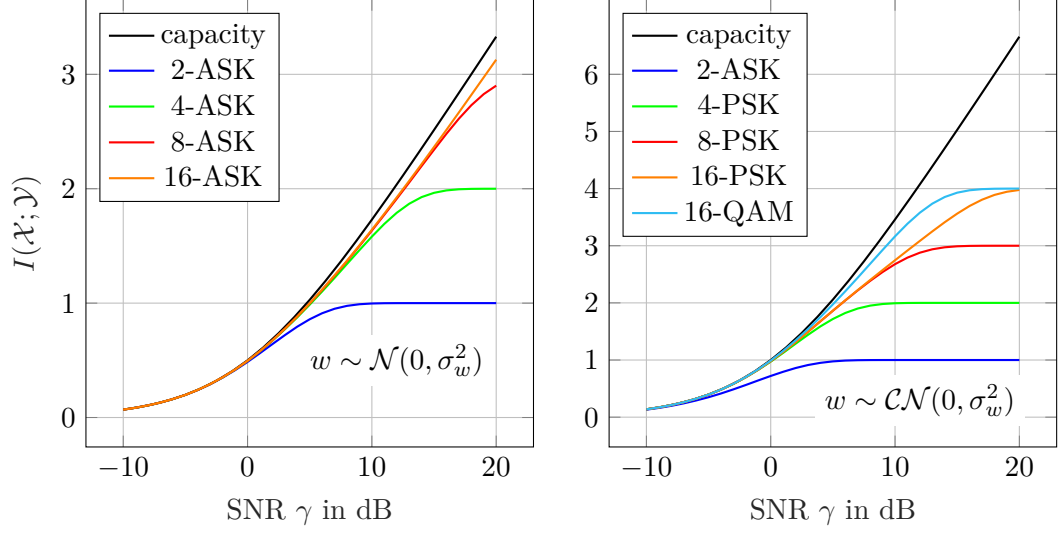 capacity
2-ASK
4-ASK
8-ASK
16-ASK
3
2
1
0
I(𝒳; 𝒴)
w ∼ 𝒩(0, σ_w^2)
−10 0 10 20
SNR γ in dB
capacity
2-ASK
4-PSK
8-PSK
16-PSK
16-QAM
6
5
4
3
2
1
0
w ∼ 𝒞𝒩(0, σ_w^2)
−10 0 10 20
SNR γ in dB